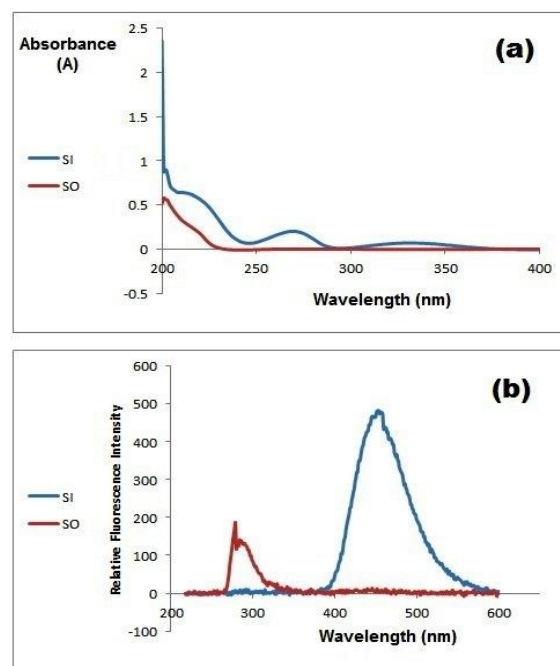 Absorbance
(A)
(a)
2.5
2
1.5
1
0.5
0
-0.5
SI
SO
200
250
300
350
400
Wavelength (nm)
(b)
Relative Fluorescence Intensity
600
500
400
300
200
100
0
-100
SI
SO
200
300
400
500
600
Wavelength (nm)